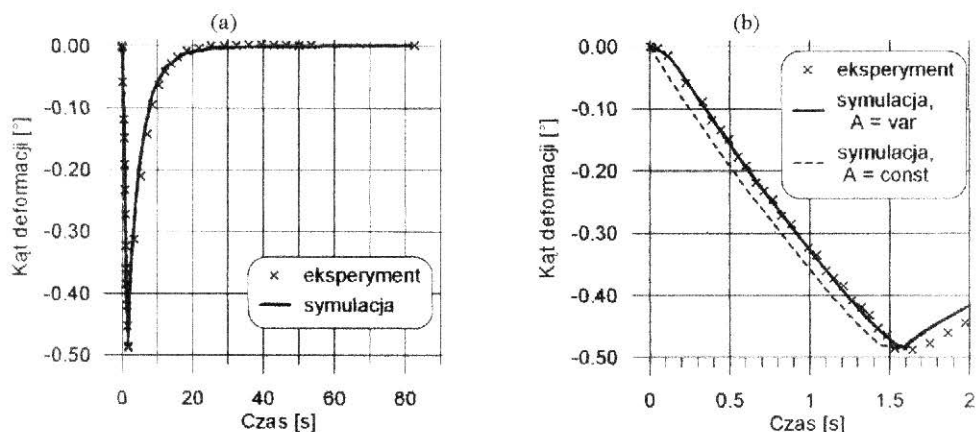 (a)
0.00
-0.10
-0.20
-0.30
-0.40
-0.50
Kąt deformacji [°]
× eksperyment
symulacja
0 20 40 60 80
Czas [s]
(b)
0.00
-0.10
-0.20
-0.30
-0.40
-0.50
Kąt deformacji [°]
× eksperyment
symulacja,
A = var
symulacja,
A = const
0 0.5 1 1.5 2
Czas [s]